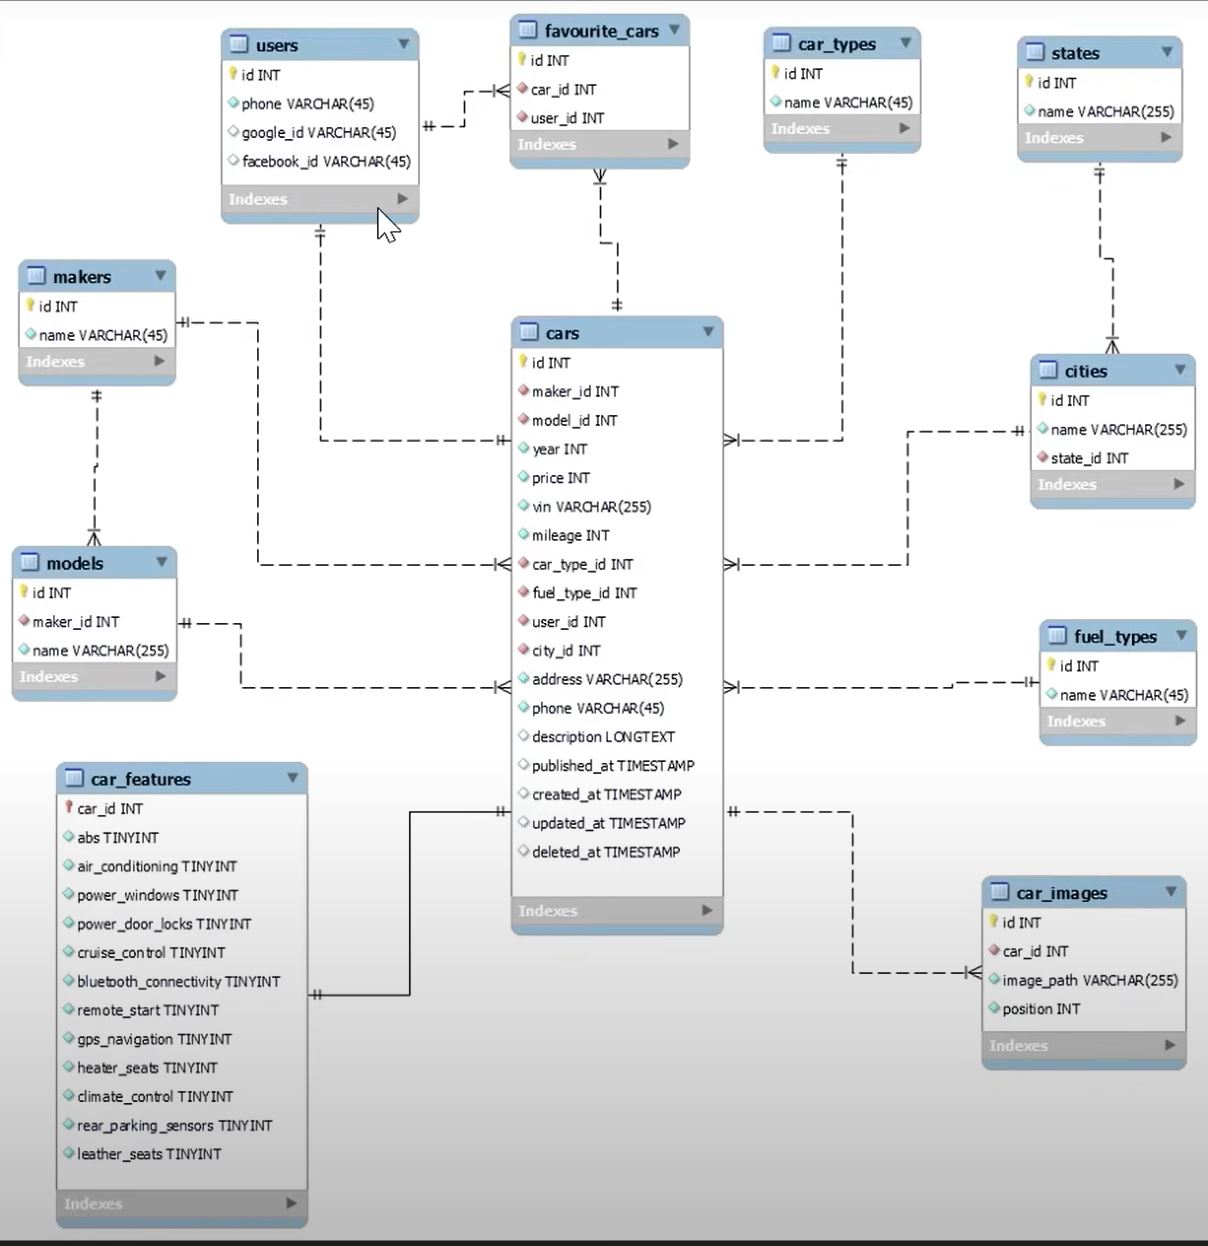 users
id INT
phone VARCHAR(45)
google_id VARCHAR(45)
facebook_id VARCHAR(45)
Indexes
favourite_cars
id INT
car_id INT
user_id INT
Indexes
car_types
id INT
name VARCHAR(45)
Indexes
states
id INT
name VARCHAR(255)
Indexes
makers
id INT
name VARCHAR(45)
Indexes
cars
id INT
maker_id INT
model_id INT
year INT
price INT
vin VARCHAR(255)
mileage INT
car_type_id INT
fuel_type_id INT
user_id INT
city_id INT
address VARCHAR(255)
phone VARCHAR(45)
description LONGTEXT
published_at TIMESTAMP
created_at TIMESTAMP
updated_at TIMESTAMP
deleted_at TIMESTAMP
Indexes
cities
id INT
name VARCHAR(255)
state_id INT
Indexes
models
id INT
maker_id INT
name VARCHAR(255)
Indexes
fuel_types
id INT
name VARCHAR(45)
Indexes
car_features
car_id INT
abs TINYINT
air_conditioning TINYINT
power_windows TINYINT
power_door_locks TINYINT
cruise_control TINYINT
bluetooth_connectivity TINYINT
remote_start TINYINT
gps_navigation TINYINT
heater_seats TINYINT
climate_control TINYINT
rear_parking_sensors TINYINT
leather_seats TINYINT
Indexes
car_images
id INT
car_id INT
image_path VARCHAR(255)
position INT
Indexes